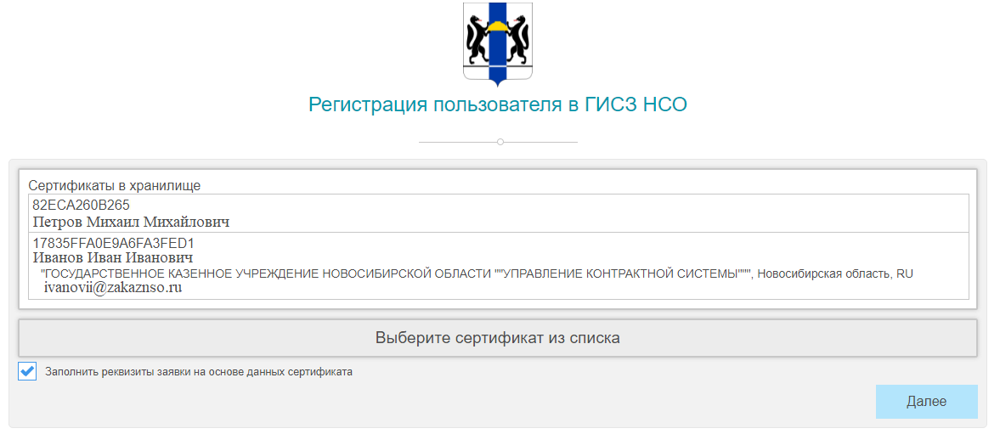 Регистрация пользователя в ГИСЗ НСО
Сертификаты в хранилище
82ECA260B265
Петров Михаил Михайлович
17835FFA0E9A6FA3FED1
Иванов Иван Иванович
"ГОСУДАРСТВЕННОЕ КАЗЕННОЕ УЧРЕЖДЕНИЕ НОВОСИБИРСКОЙ ОБЛАСТИ ""УПРАВЛЕНИЕ КОНТРАКТНОЙ СИСТЕМЫ""", Новосибирская область, RU
ivanovii@zakaznso.ru
Выберите сертификат из списка
Заполнить реквизиты заявки на основе данных сертификата
Далее